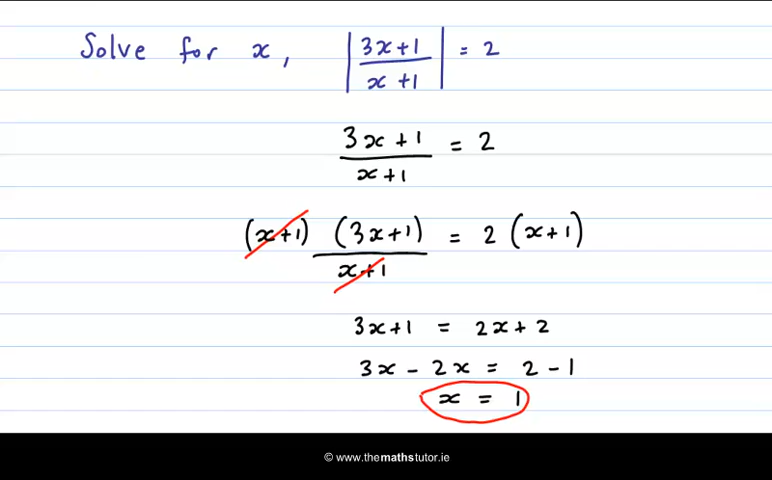 Solve for x, |(3x+1)/(x+1)| = 2
(3x+1)/(x+1) = 2
(x+1) (3x+1)/(x+1) = 2 (x+1)
3x+1 = 2x+2
3x - 2x = 2 - 1
x = 1
© www.themathstutor.ie